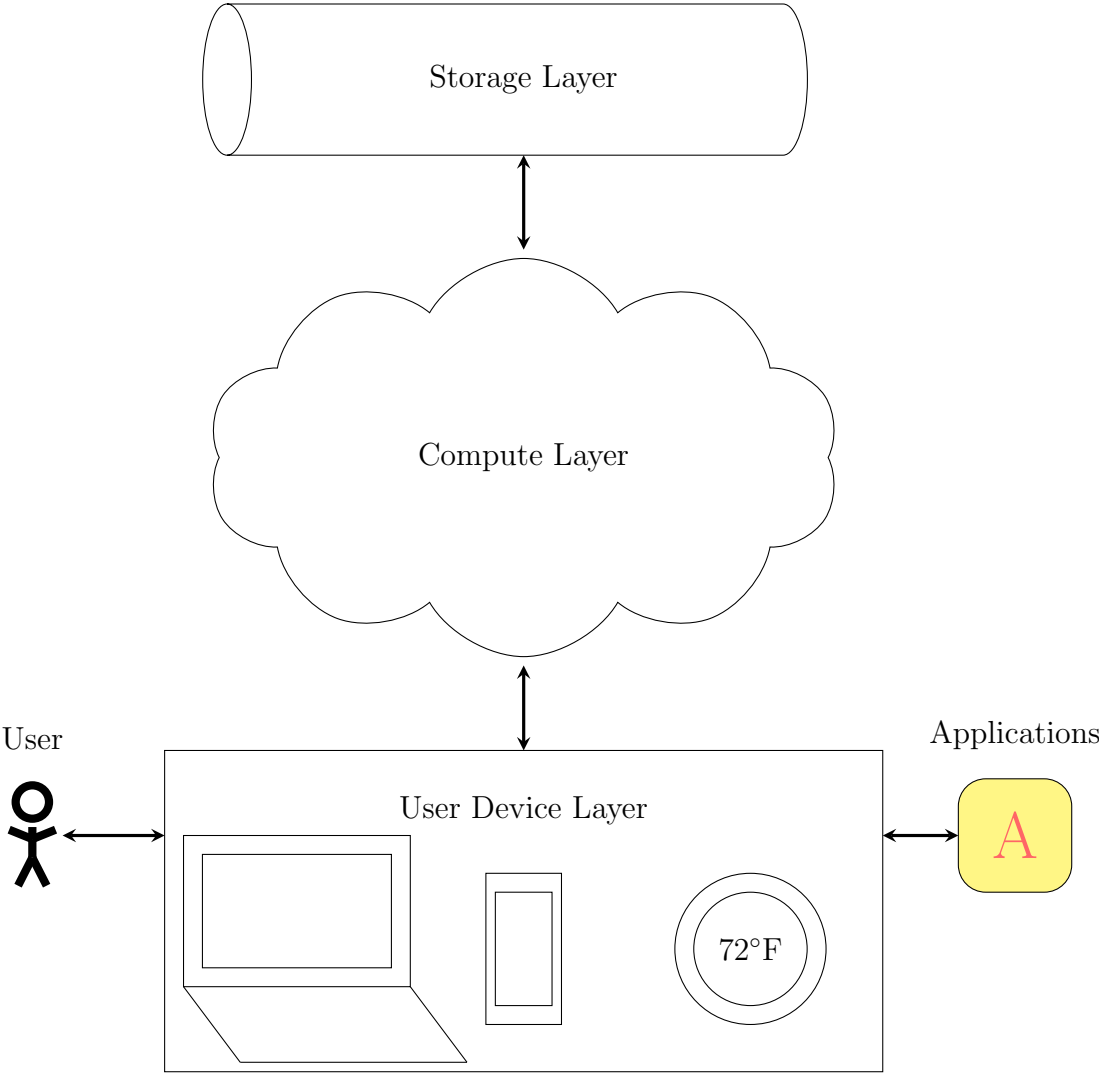 Storage Layer
Compute Layer
User
Applications
User Device Layer
A
72°F